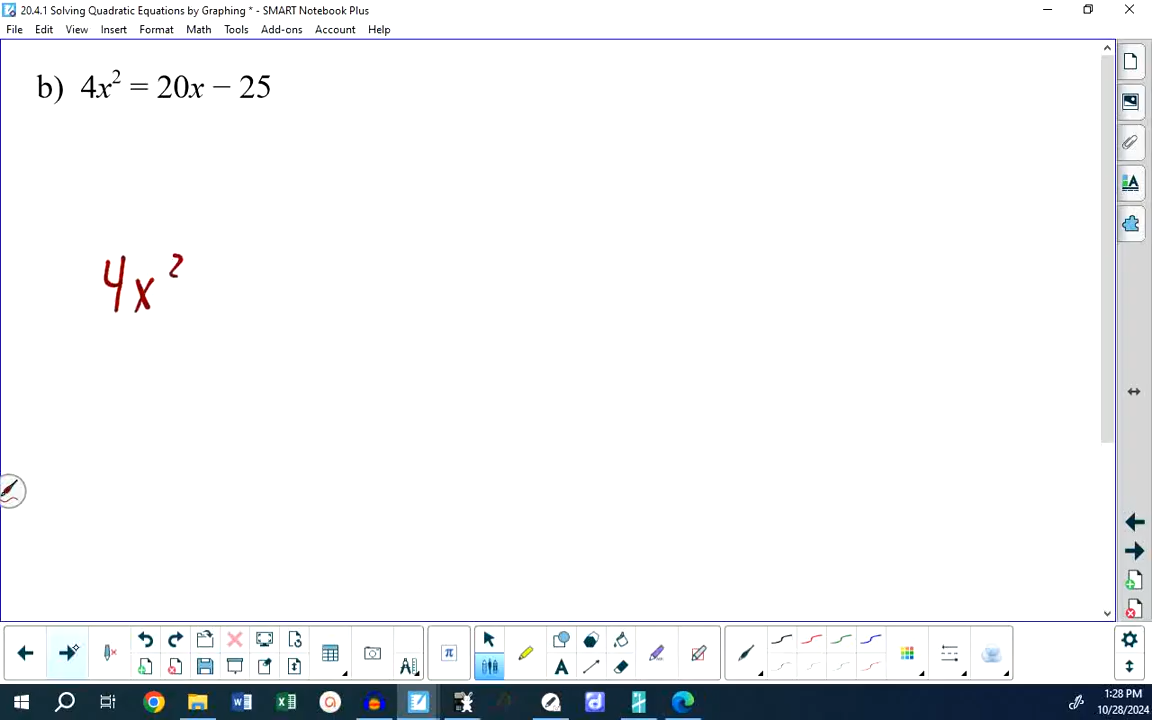 20.4.1 Solving Quadratic Equations by Graphing * - SMART Notebook Plus
File Edit View Insert Format Math Tools Add-ons Account Help
b) 4x² = 20x − 25
4x²
π
A
1:28 PM
10/28/2024